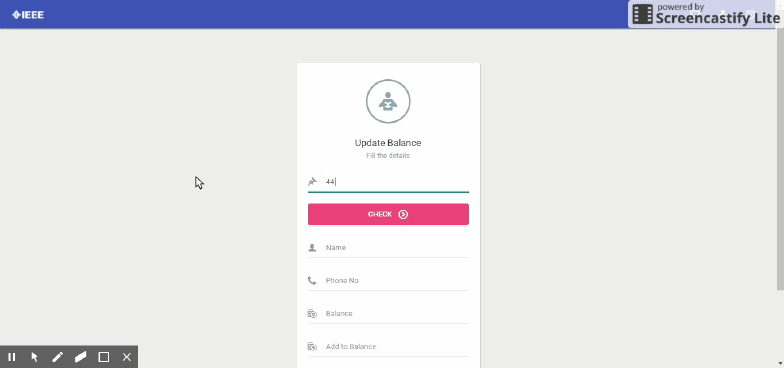 IEEE
powered by
Screencastify Lite
Update Balance
Fill the details
44
CHECK
Name
Phone No
Balance
Add to Balance